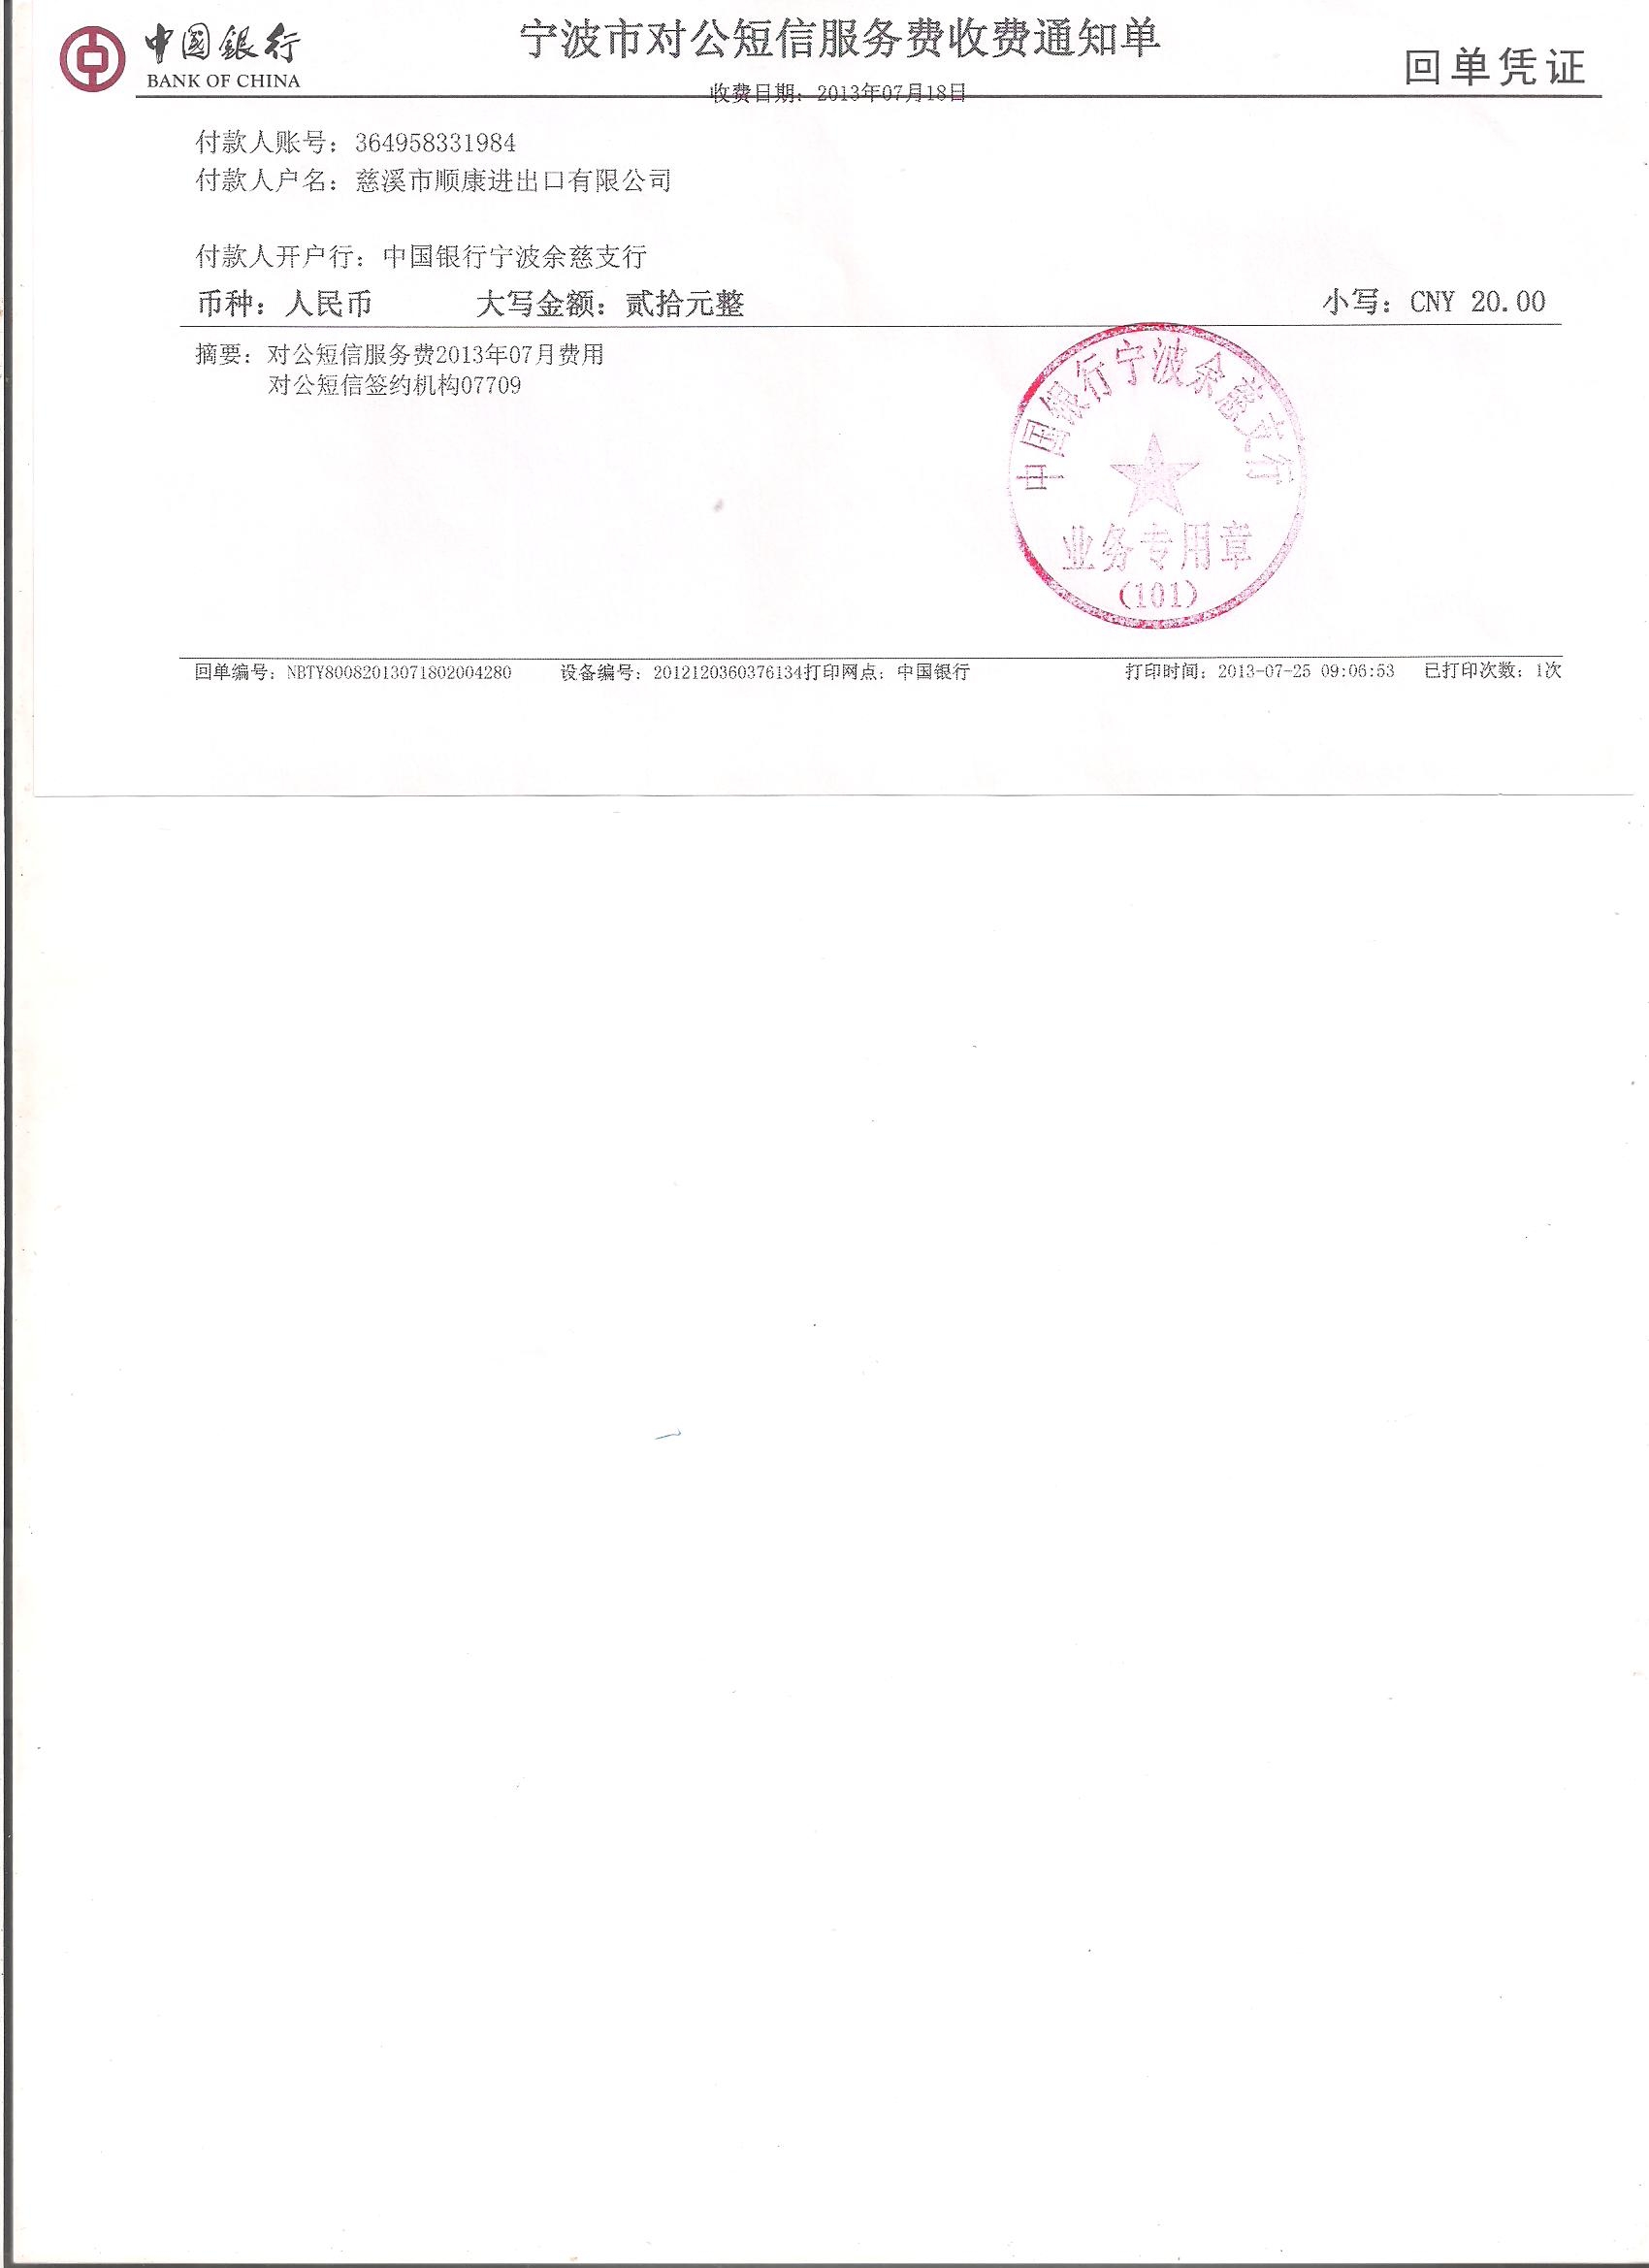 中国银行
BANK OF CHINA
宁波市对公短信服务费收费通知单
回单凭证
收费日期：2013年07月18日
付款人账号：364958331984
付款人户名：慈溪市顺康进出口有限公司
付款人开户行：中国银行宁波余慈支行
币种：人民币 大写金额：贰拾元整 小写：CNY 20.00
摘要：对公短信服务费2013年07月费用
对公短信签约机构07709
中国银行宁波余慈支行
业务专用章
(101)
回单编号：NBTY8008201307180200​4280 设备编号：2012120360376134打印网点：中国银行 打印时间：2013-07-25 09:06:53 已打印次数：1次